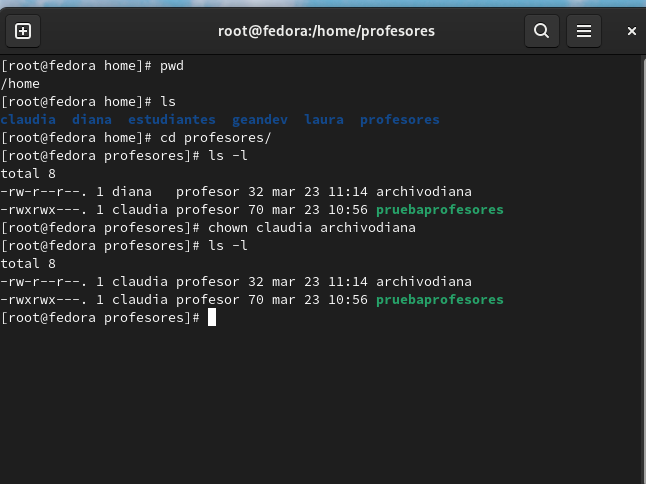 root@fedora:/home/profesores
[root@fedora home]# pwd
/home
[root@fedora home]# ls
claudia  diana  estudiantes  geandev  laura  profesores
[root@fedora home]# cd profesores/
[root@fedora profesores]# ls -l
total 8
-rw-r--r--. 1 diana   profesor 32 mar 23 11:14 archivodiana
-rwxrwx---. 1 claudia profesor 70 mar 23 10:56 pruebaprofesores
[root@fedora profesores]# chown claudia archivodiana
[root@fedora profesores]# ls -l
total 8
-rw-r--r--. 1 claudia profesor 32 mar 23 11:14 archivodiana
-rwxrwx---. 1 claudia profesor 70 mar 23 10:56 pruebaprofesores
[root@fedora profesores]#